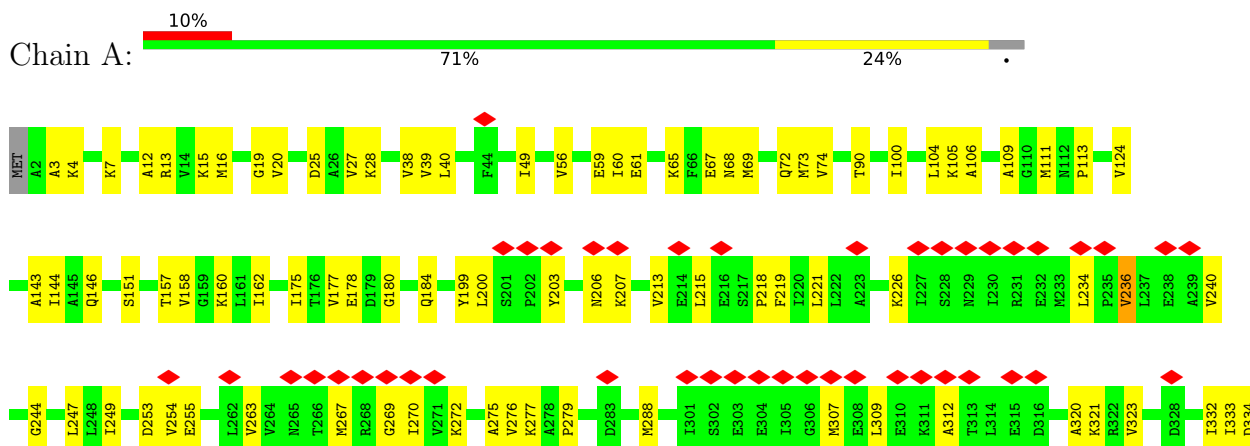 10%
Chain A:
71% 24% •
MET A2 A3 K4 K7 A12 R13 V14 K15 M16 G19 V20 D25 A26 V27 K28 V38 V39 L40 F44 I49 V56 E59 I60 E61 K65 F66 E67 N68 M69 Q72 M73 V74 T90 I100 L104 K105 A106 A109 G110 M111 N112 P113 V124
A143 I144 A145 Q146 S151 T157 V158 G159 K160 L161 I162 I175 T176 V177 E178 D179 G180 Q184 Y199 L200 S201 P202 Y203 N206 K207 V213 E214 L215 E216 S217 P218 F219 I220 L221 L222 A223 K226 I227 S228 N229 I230 R231 E232 M233 L234 P235 V236 L237 E238 A239 V240
G244 L247 L248 I249 D253 V254 E255 L262 V263 V264 N265 T266 M267 R268 G269 I270 V271 K272 A275 V276 K277 A278 P279 D283 M288 I301 S302 E303 E304 I305 G306 M307 E308 L309 E310 K311 A312 T313 L314 E315 D316 A320 K321 R322 V323 D328 I332 I333 D334